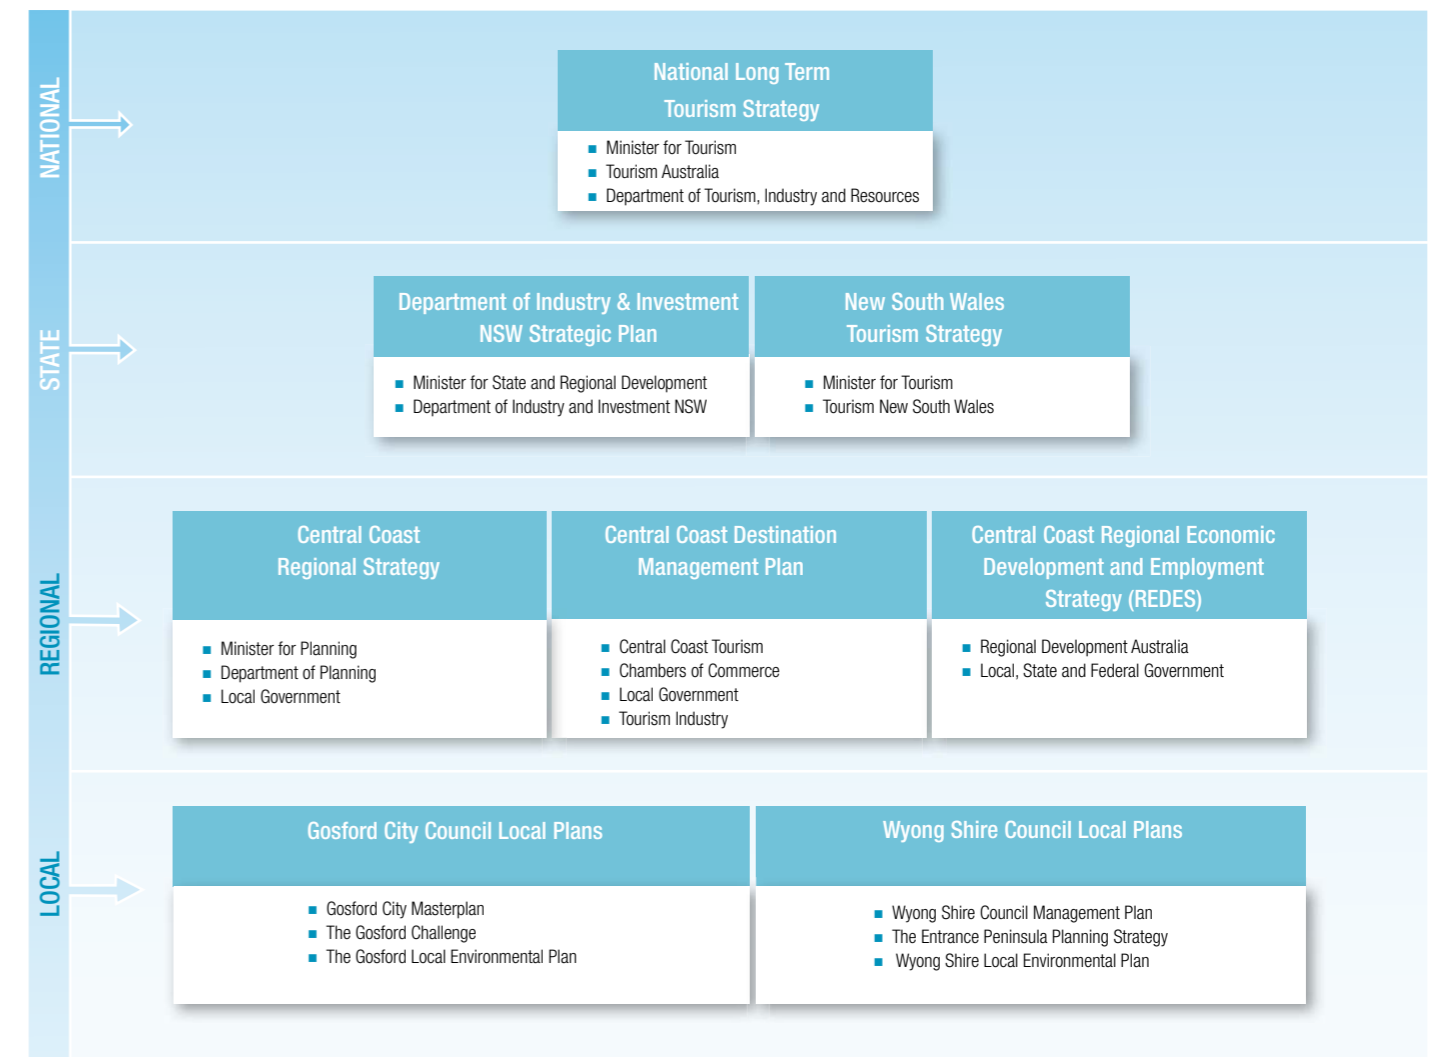 NATIONAL
National Long Term
Tourism Strategy
Minister for Tourism
Tourism Australia
Department of Tourism, Industry and Resources
STATE
Department of Industry & Investment
NSW Strategic Plan
Minister for State and Regional Development
Department of Industry and Investment NSW
New South Wales
Tourism Strategy
Minister for Tourism
Tourism New South Wales
REGIONAL
Central Coast
Regional Strategy
Minister for Planning
Department of Planning
Local Government
Central Coast Destination
Management Plan
Central Coast Tourism
Chambers of Commerce
Local Government
Tourism Industry
Central Coast Regional Economic
Development and Employment
Strategy (REDES)
Regional Development Australia
Local, State and Federal Government
LOCAL
Gosford City Council Local Plans
Gosford City Masterplan
The Gosford Challenge
The Gosford Local Environmental Plan
Wyong Shire Council Local Plans
Wyong Shire Council Management Plan
The Entrance Peninsula Planning Strategy
Wyong Shire Local Environmental Plan